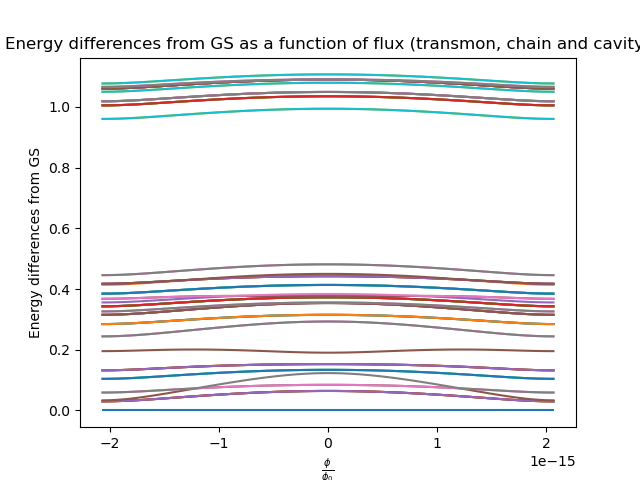 Energy differences from GS as a function of flux (transmon, chain and cavity
Energy differences from GS
1.0
0.8
0.6
0.4
0.2
0.0
−2
−1
0
1
2
1e−15
ϕ
ϕ₀